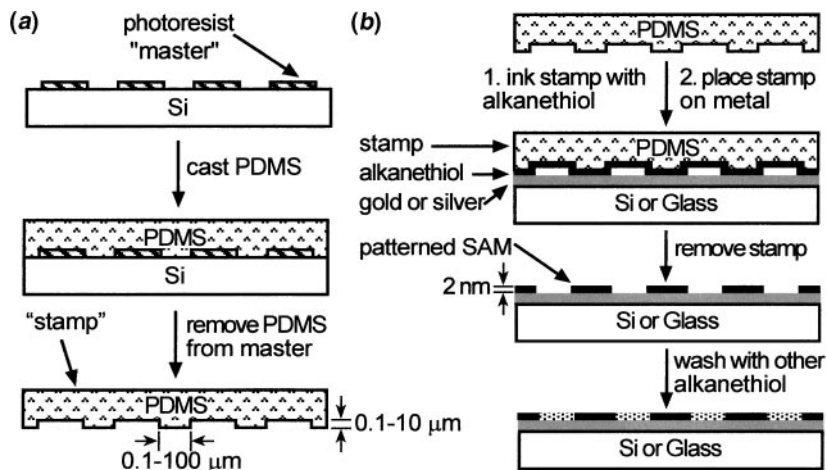 (a)
photoresist
"master"
Si
cast PDMS
PDMS
Si
"stamp"
remove PDMS
from master
PDMS
0.1-10 μm
0.1-100 μm
(b)
PDMS
1. ink stamp with
alkanethiol
2. place stamp
on metal
stamp
PDMS
alkanethiol
gold or silver
Si or Glass
patterned SAM
remove stamp
2 nm
Si or Glass
wash with other
alkanethiol
Si or Glass